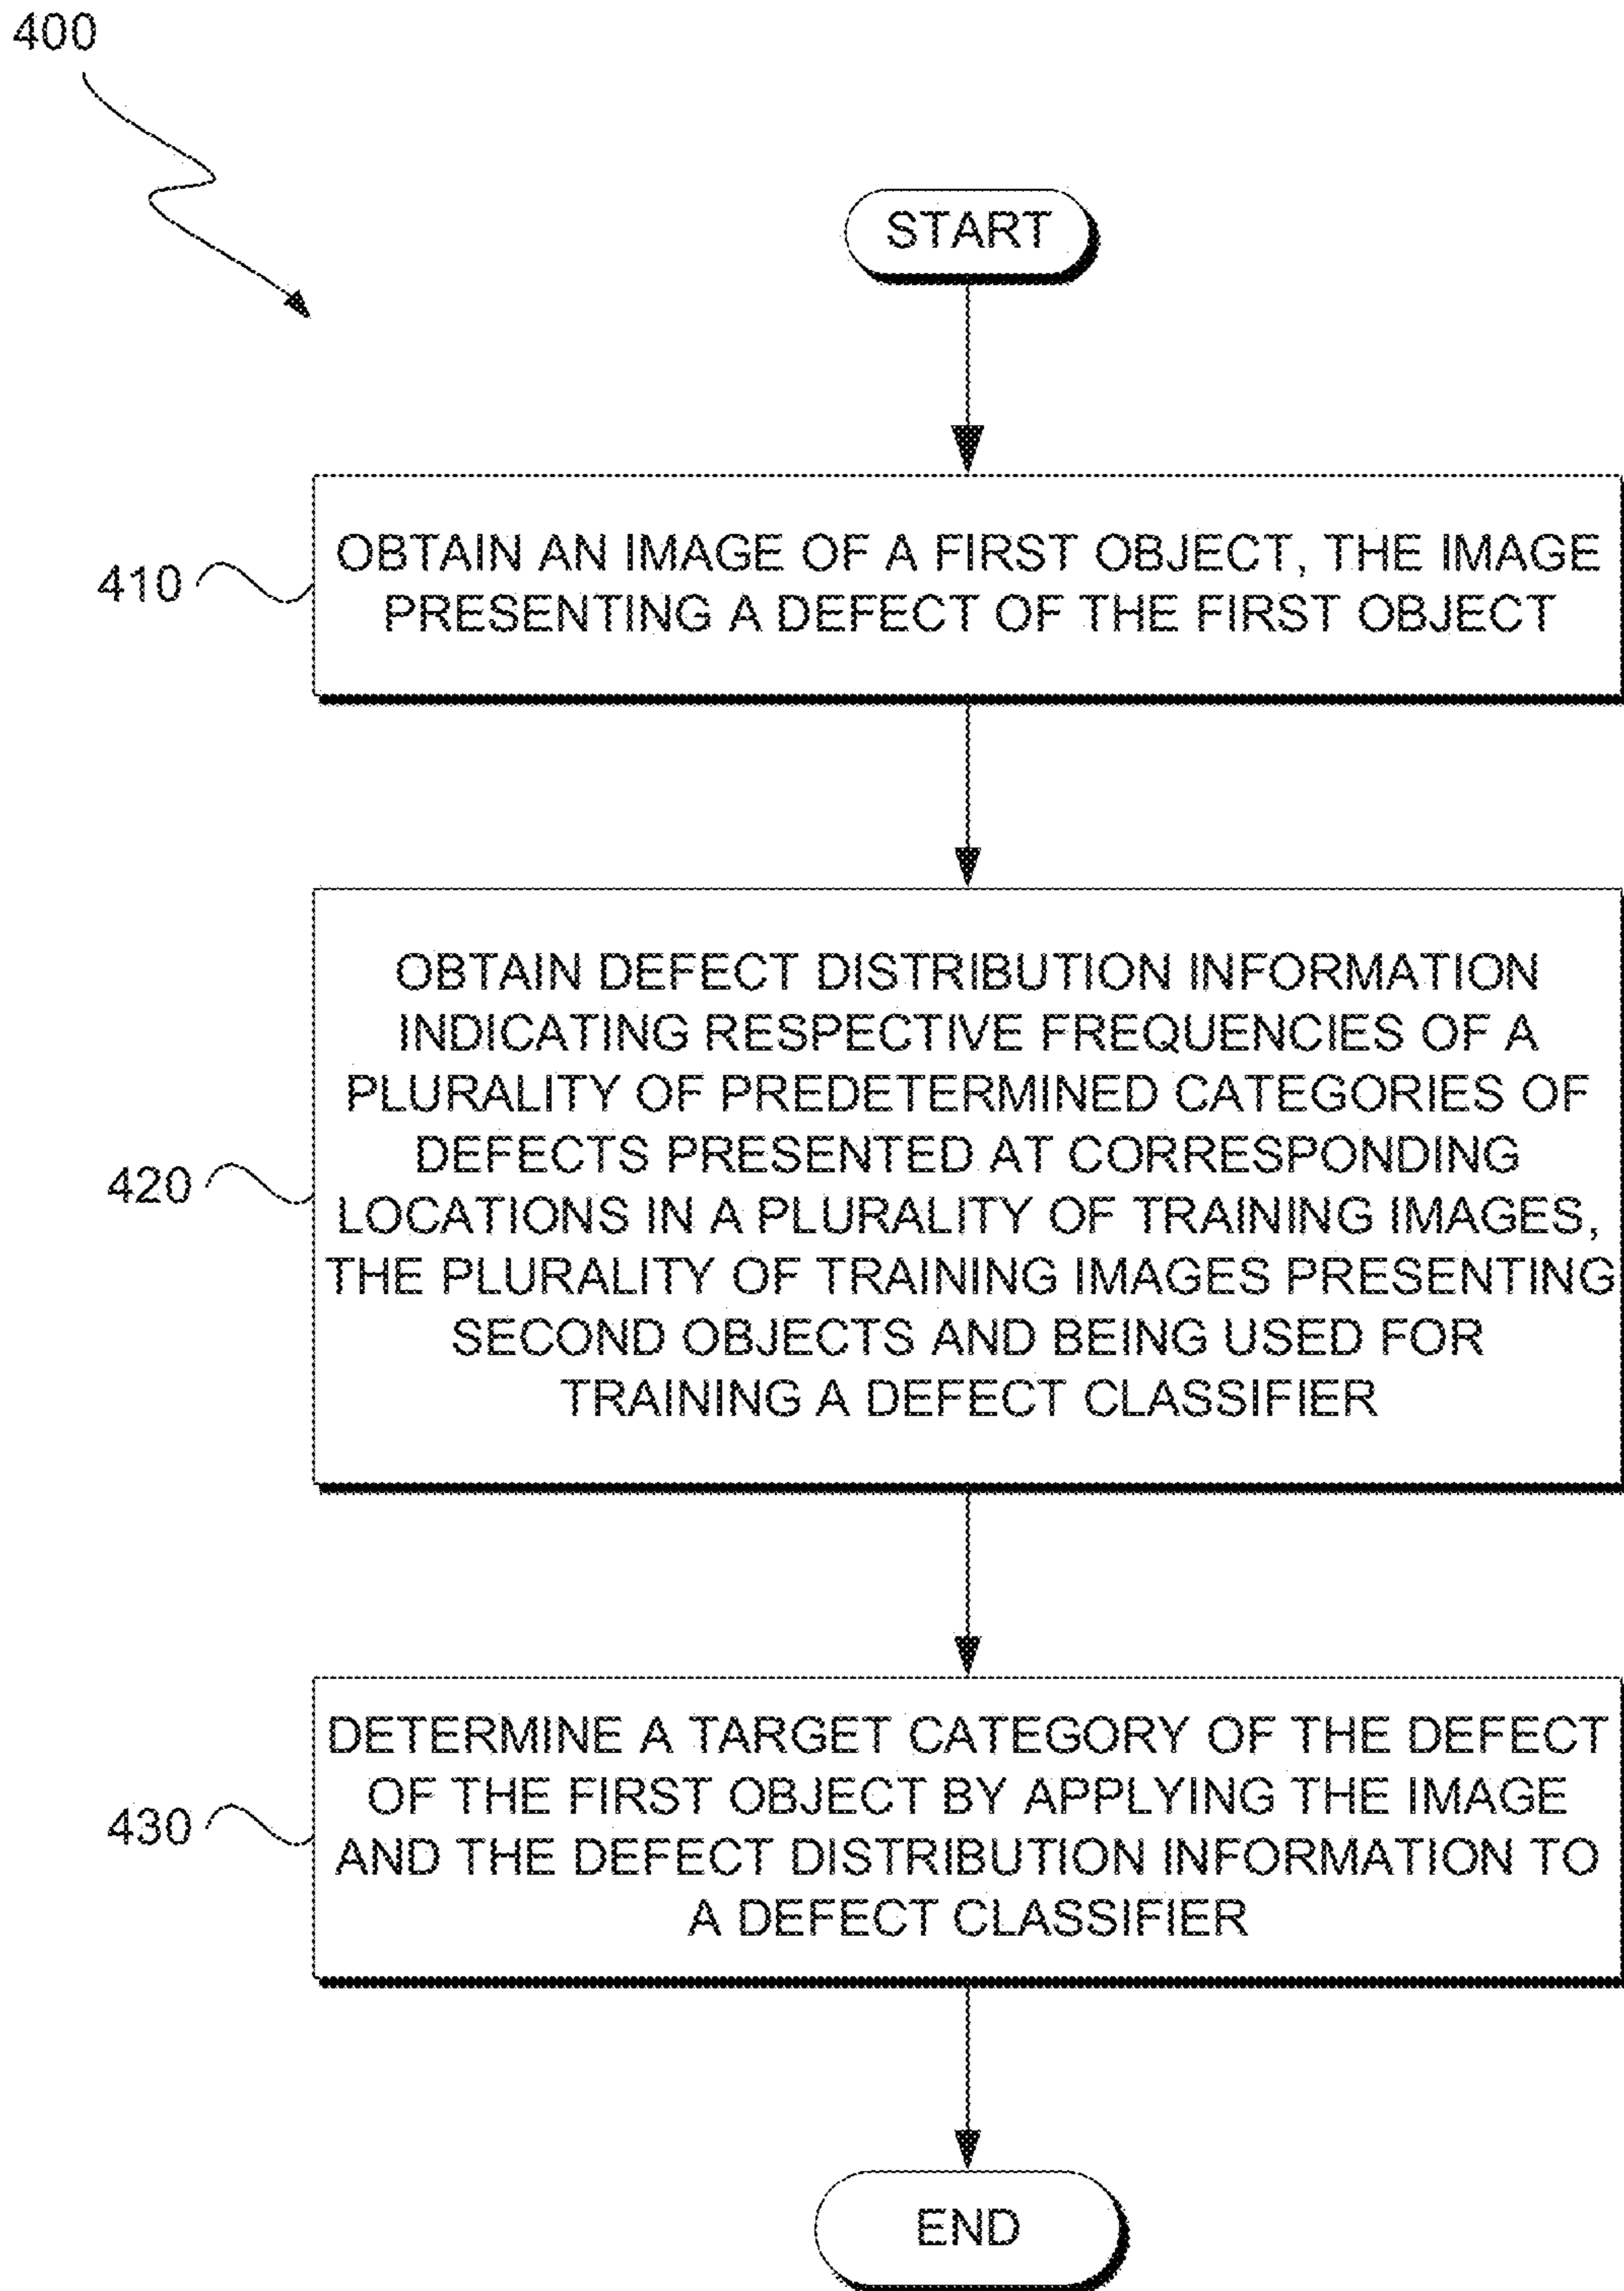 400
START
410
OBTAIN AN IMAGE OF A FIRST OBJECT, THE IMAGE
PRESENTING A DEFECT OF THE FIRST OBJECT
420
OBTAIN DEFECT DISTRIBUTION INFORMATION
INDICATING RESPECTIVE FREQUENCIES OF A
PLURALITY OF PREDETERMINED CATEGORIES OF
DEFECTS PRESENTED AT CORRESPONDING
LOCATIONS IN A PLURALITY OF TRAINING IMAGES,
THE PLURALITY OF TRAINING IMAGES PRESENTING
SECOND OBJECTS AND BEING USED FOR
TRAINING A DEFECT CLASSIFIER
430
DETERMINE A TARGET CATEGORY OF THE DEFECT
OF THE FIRST OBJECT BY APPLYING THE IMAGE
AND THE DEFECT DISTRIBUTION INFORMATION TO
A DEFECT CLASSIFIER
END